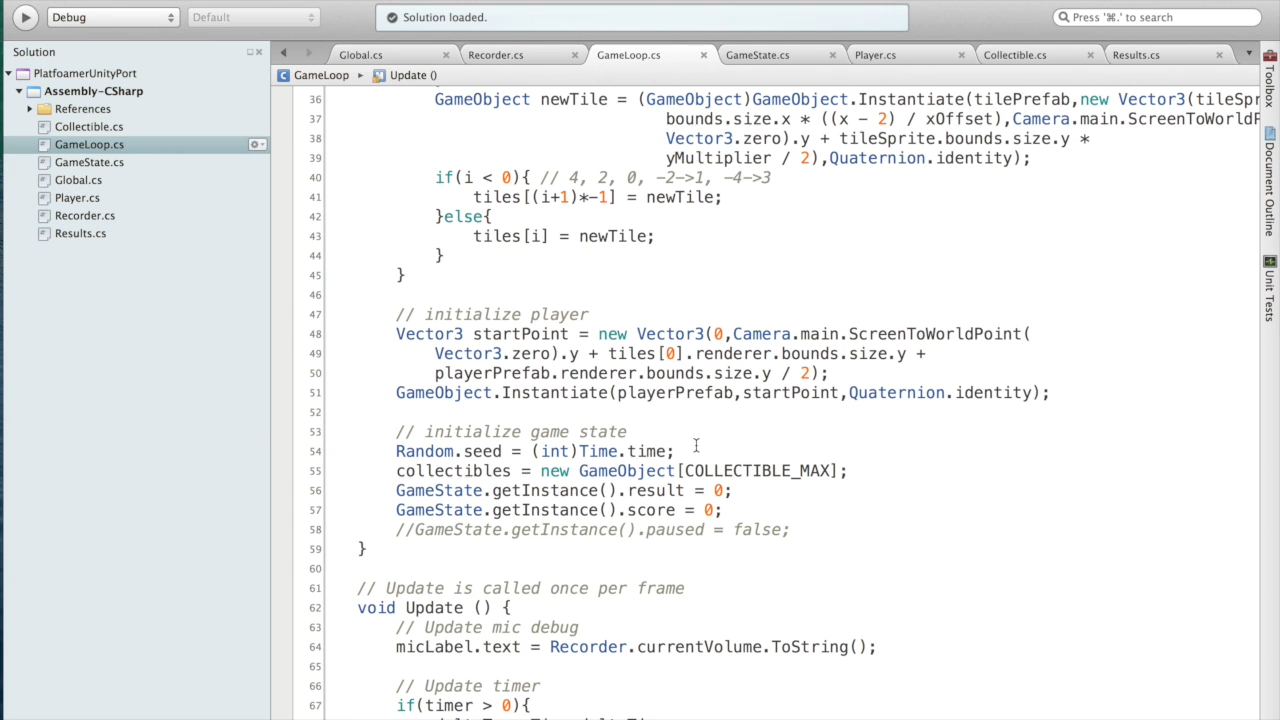 Debug
Default
Solution loaded.
Press '⌘.' to search
Solution
PlatfoamerUnityPort
Assembly-CSharp
References
Collectible.cs
GameLoop.cs
GameState.cs
Global.cs
Player.cs
Recorder.cs
Results.cs
Global.cs
Recorder.cs
GameLoop.cs
GameState.cs
Player.cs
Collectible.cs
Results.cs
GameLoop
Update ()
36 GameObject newTile = (GameObject)GameObject.Instantiate(tilePrefab,new Vector3(tileSpr
37 bounds.size.x * ((x - 2) / xOffset),Camera.main.ScreenToWorldP
38 Vector3.zero).y + tileSprite.bounds.size.y *
39 yMultiplier / 2),Quaternion.identity);
40 if(i < 0){ // 4, 2, 0, -2->1, -4->3
41 tiles[(i+1)*-1] = newTile;
42 }else{
43 tiles[i] = newTile;
44 }
45 }
46
47 // initialize player
48 Vector3 startPoint = new Vector3(0,Camera.main.ScreenToWorldPoint(
49 Vector3.zero).y + tiles[0].renderer.bounds.size.y +
50 playerPrefab.renderer.bounds.size.y / 2);
51 GameObject.Instantiate(playerPrefab,startPoint,Quaternion.identity);
52
53 // initialize game state
54 Random.seed = (int)Time.time;
55 collectibles = new GameObject[COLLECTIBLE_MAX];
56 GameState.getInstance().result = 0;
57 GameState.getInstance().score = 0;
58 //GameState.getInstance().paused = false;
59 }
60
61 // Update is called once per frame
62 void Update () {
63 // Update mic debug
64 micLabel.text = Recorder.currentVolume.ToString();
65
66 // Update timer
67 if(timer > 0){
Toolbox
Document Outline
Unit Tests